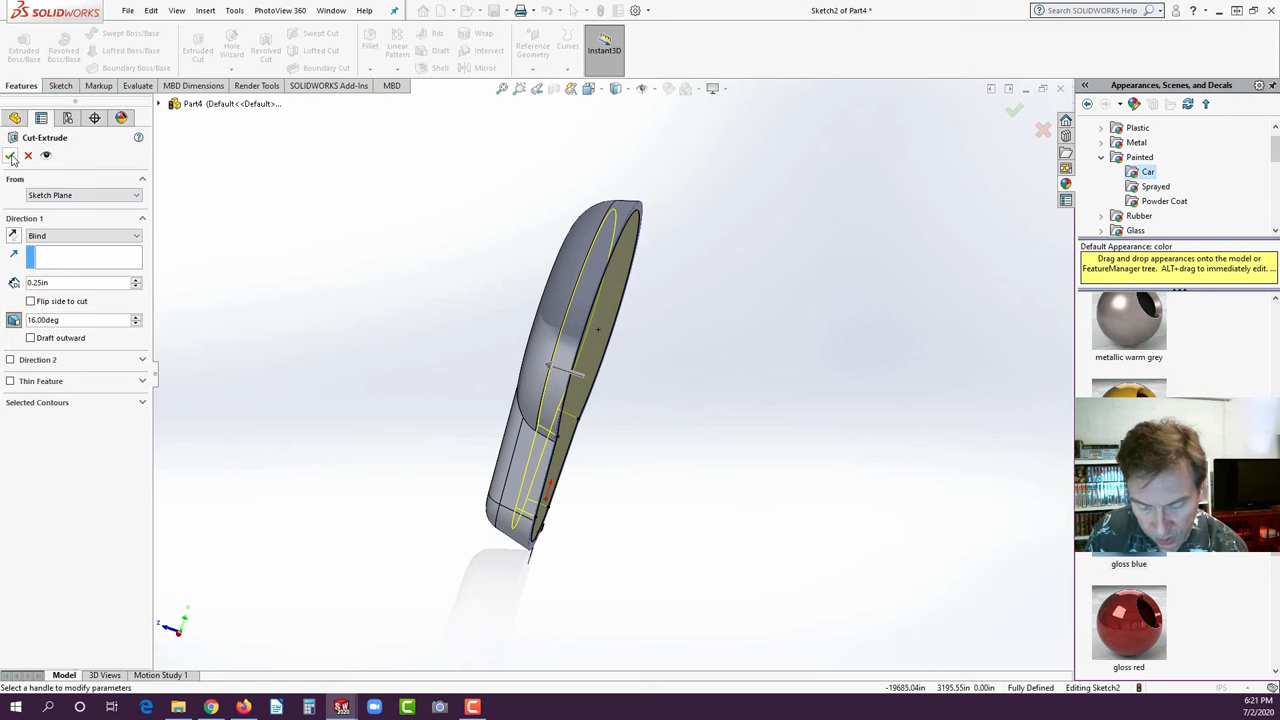 SOLIDWORKS
File Edit View Insert Tools PhotoView 360 Window Help
Sketch2 of Part4 *
Search SOLIDWORKS Help
Extruded Boss/Base
Revolved Boss/Base
Swept Boss/Base
Lofted Boss/Base
Boundary Boss/Base
Extruded Cut
Hole Wizard
Revolved Cut
Swept Cut
Lofted Cut
Boundary Cut
Fillet
Linear Pattern
Rib
Draft
Shell
Wrap
Intersect
Mirror
Reference Geometry
Curves
Instant3D
Features Sketch Markup Evaluate MBD Dimensions Render Tools SOLIDWORKS Add-Ins MBD
Part4 (Default<<Default>...
Cut-Extrude
From
Sketch Plane
Direction 1
Blind
0.25in
Flip side to cut
16.00deg
Draft outward
Direction 2
Thin Feature
Selected Contours
Appearances, Scenes, and Decals
Plastic
Metal
Painted
Car
Sprayed
Powder Coat
Rubber
Glass
Default Appearance: color
Drag and drop appearances onto the model or
FeatureManager tree. ALT+drag to immediately edit. ...
metallic warm grey
gloss blue
gloss red
Y
Z
Model 3D Views Motion Study 1
Select a handle to modify parameters
-19685.04in 3195.55in 0.00in Fully Defined Editing Sketch2 IPS
6:21 PM
7/2/2020